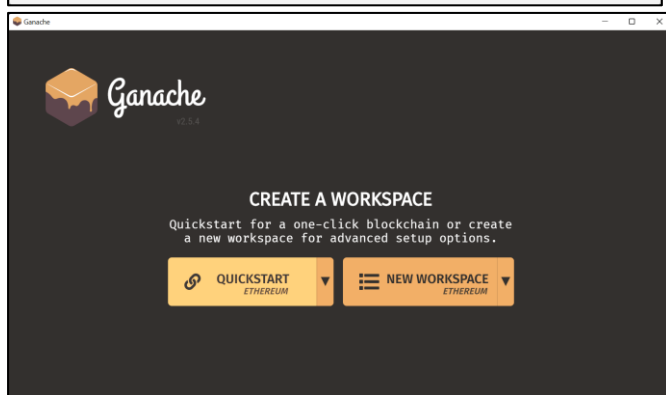 Ganache
Ganache
v2.5.4
CREATE A WORKSPACE
Quickstart for a one-click blockchain or create
a new workspace for advanced setup options.
QUICKSTART
ETHEREUM
NEW WORKSPACE
ETHEREUM